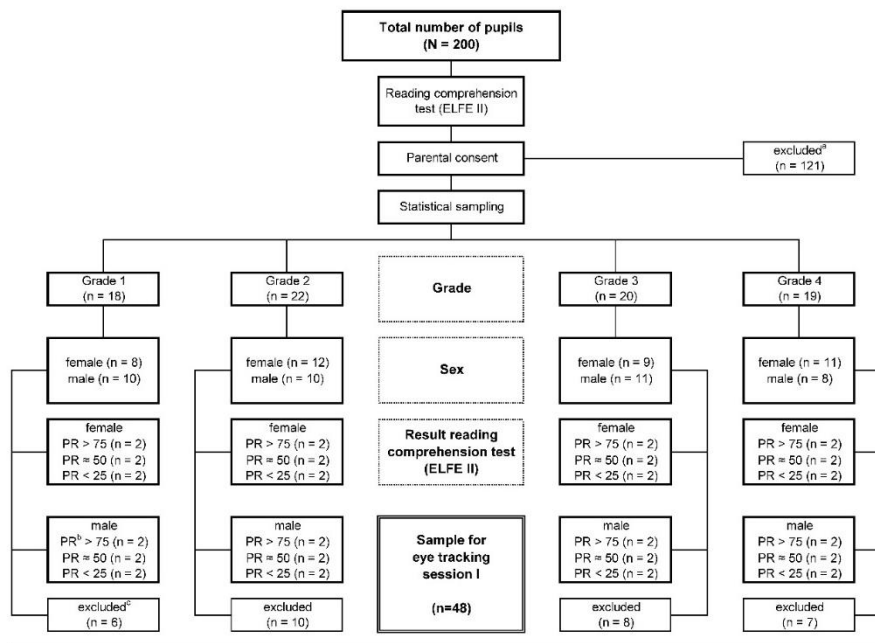 Total number of pupils
(N = 200)
Reading comprehension
test (ELFE II)
Parental consent
excludedᵃ
(n = 121)
Statistical sampling
Grade 1
(n = 18)
Grade 2
(n = 22)
Grade
Grade 3
(n = 20)
Grade 4
(n = 19)
female (n = 8)
male (n = 10)
female (n = 12)
male (n = 10)
Sex
female (n = 9)
male (n = 11)
female (n = 11)
male (n = 8)
female
PR > 75 (n = 2)
PR ≈ 50 (n = 2)
PR < 25 (n = 2)
female
PR > 75 (n = 2)
PR ≈ 50 (n = 2)
PR < 25 (n = 2)
Result reading
comprehension test
(ELFE II)
female
PR > 75 (n = 2)
PR ≈ 50 (n = 2)
PR < 25 (n = 2)
female
PR > 75 (n = 2)
PR ≈ 50 (n = 2)
PR < 25 (n = 2)
male
PRᵇ > 75 (n = 2)
PR ≈ 50 (n = 2)
PR < 25 (n = 2)
male
PR > 75 (n = 2)
PR ≈ 50 (n = 2)
PR < 25 (n = 2)
Sample for
eye tracking
session I
(n=48)
male
PR > 75 (n = 2)
PR ≈ 50 (n = 2)
PR < 25 (n = 2)
male
PR > 75 (n = 2)
PR ≈ 50 (n = 2)
PR < 25 (n = 2)
excludedᶜ
(n = 6)
excluded
(n = 10)
excluded
(n = 8)
excluded
(n = 7)